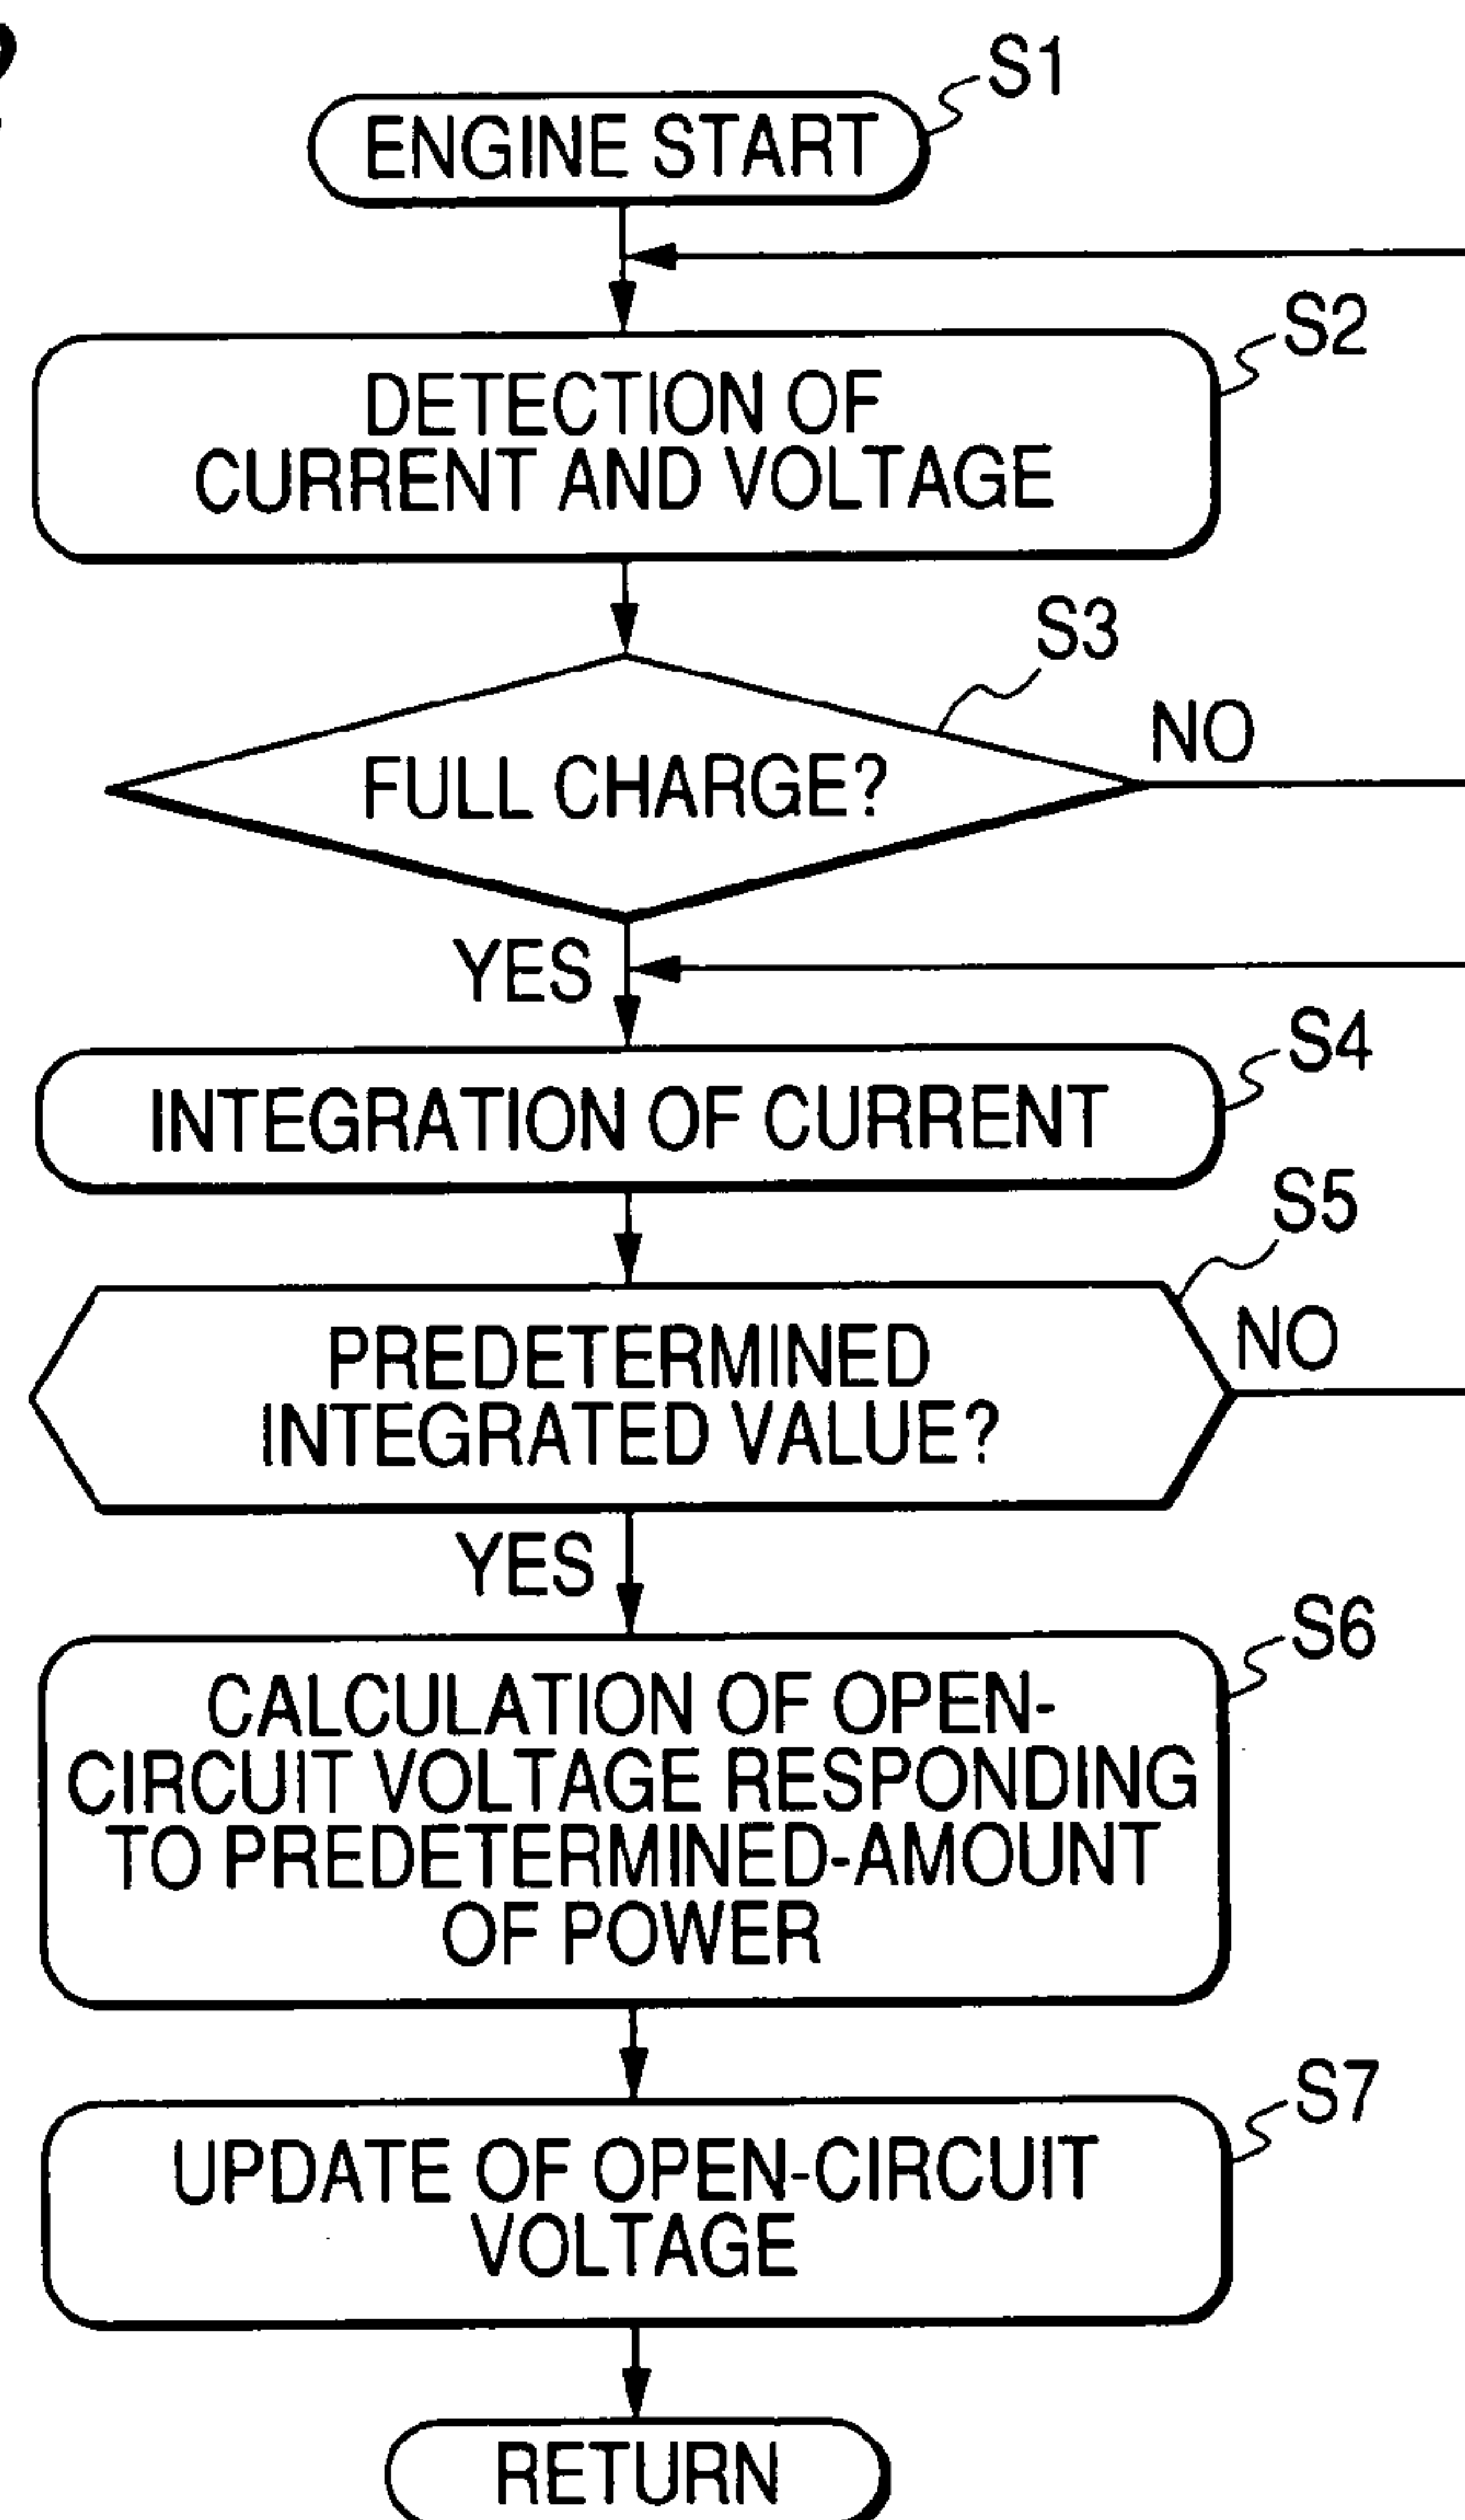 S1
ENGINE START
S2
DETECTION OF
CURRENT AND VOLTAGE
S3
FULL CHARGE?
NO
YES
S4
INTEGRATION OF CURRENT
S5
PREDETERMINED
INTEGRATED VALUE?
NO
YES
S6
CALCULATION OF OPEN-
CIRCUIT VOLTAGE RESPONDING
TO PREDETERMINED-AMOUNT
OF POWER
S7
UPDATE OF OPEN-CIRCUIT
VOLTAGE
RETURN